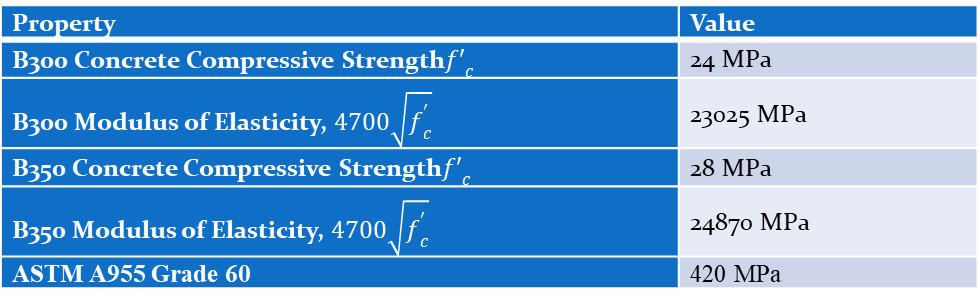 Property Value
B300 Concrete Compressive Strength f'c 24 MPa
B300 Modulus of Elasticity, 4700√f'c 23025 MPa
B350 Concrete Compressive Strength f'c 28 MPa
B350 Modulus of Elasticity, 4700√f'c 24870 MPa
ASTM A955 Grade 60 420 MPa